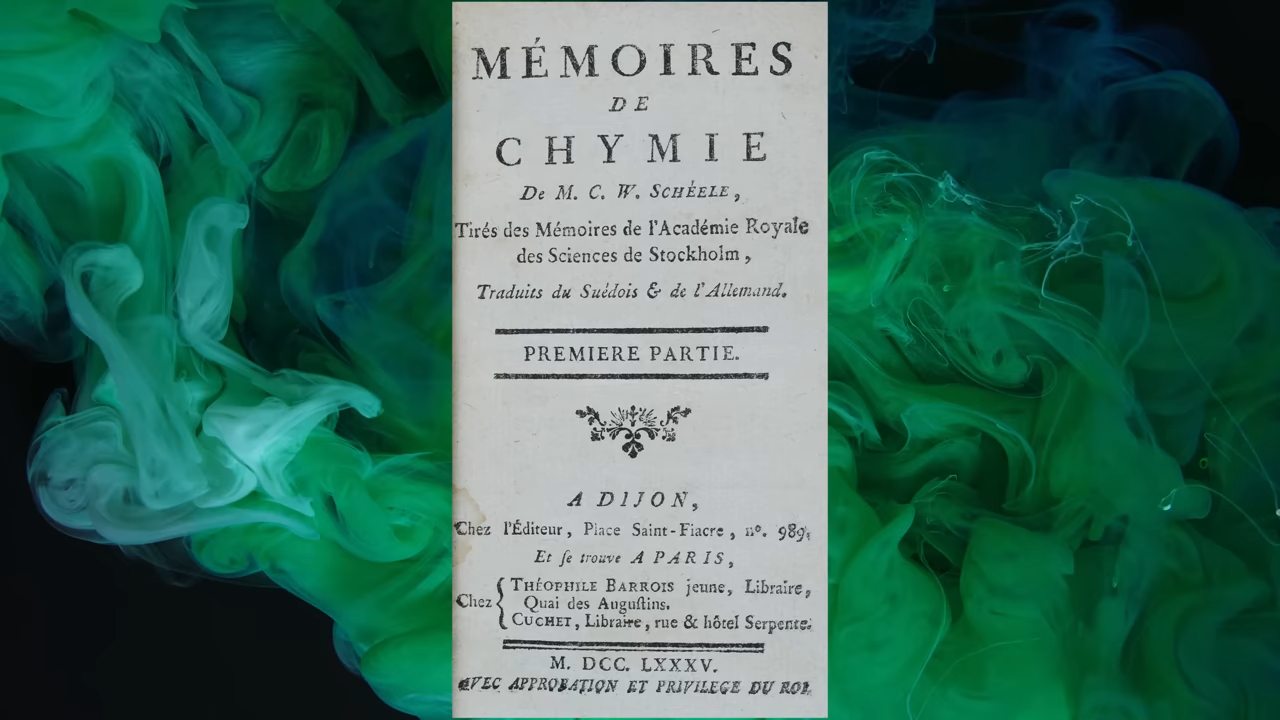 MÉMOIRES
DE
CHYMIE
De M. C. W. SCHÉELE,
Tirés des Mémoires de l'Académie Royale
des Sciences de Stockholm,
Traduits du Suédois & de l'Allemand.
PREMIERE PARTIE.
A DIJON,
Chez l'Éditeur, Place Saint-Fiacre, nº. 989,
Et ſe trouve A PARIS,
Chez { THÉOPHILE BARROIS jeune, Libraire,
Quai des Auguſtins.
CUCHET, Libraire, rue & hôtel Serpente.
M. DCC. LXXXV.
AVEC APPROBATION ET PRIVILEGE DU ROI.